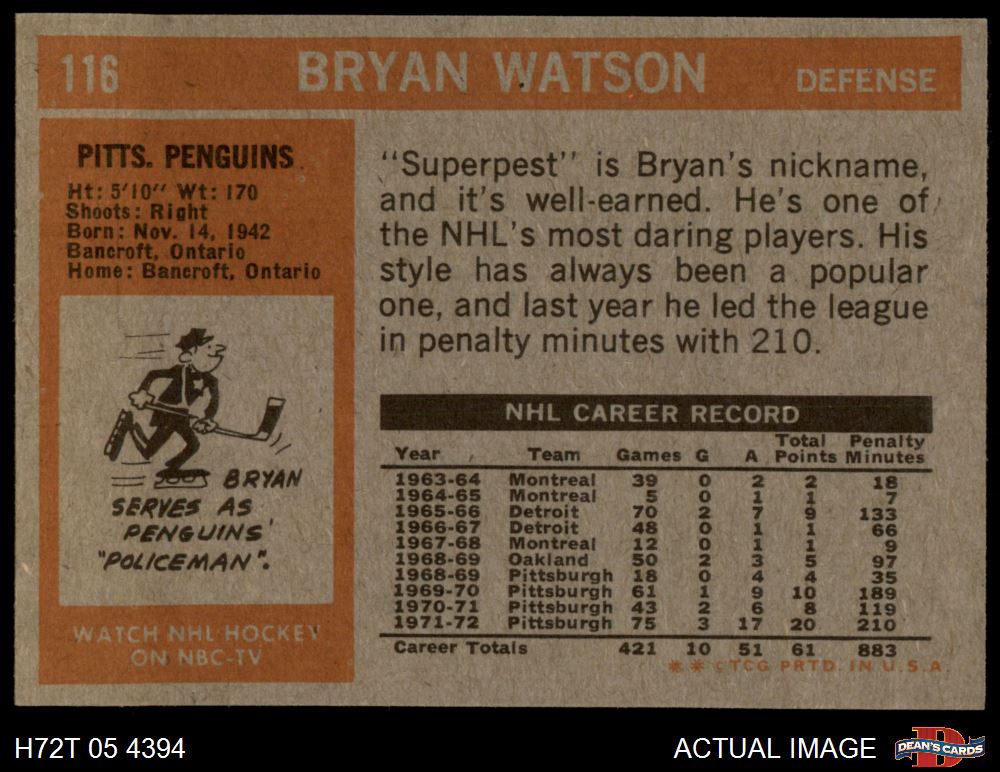 116 BRYAN WATSON DEFENSE
PITTS. PENGUINS
Ht: 5'10" Wt: 170
Shoots: Right
Born: Nov. 14, 1942
Bancroft, Ontario
Home: Bancroft, Ontario
BRYAN
SERVES AS
PENGUINS'
"POLICEMAN".
WATCH NHL HOCKEY
ON NBC-TV
"Superpest" is Bryan's nickname,
and it's well-earned. He's one of
the NHL's most daring players. His
style has always been a popular
one, and last year he led the league
in penalty minutes with 210.
NHL CAREER RECORD
Year Team Games G A Total Points Penalty Minutes
1963-64 Montreal 39 0 2 2 18
1964-65 Montreal 5 0 1 1 7
1965-66 Detroit 70 2 7 9 133
1966-67 Detroit 48 0 1 1 66
1967-68 Montreal 12 0 1 1 9
1968-69 Oakland 50 2 3 5 97
1968-69 Pittsburgh 18 0 4 4 35
1969-70 Pittsburgh 61 1 9 10 189
1970-71 Pittsburgh 43 2 6 8 119
1971-72 Pittsburgh 75 3 17 20 210
Career Totals 421 10 51 61 883
** © TCG PRTD. IN U.S.A.
H72T 05 4394 ACTUAL IMAGE DEAN'S CARDS